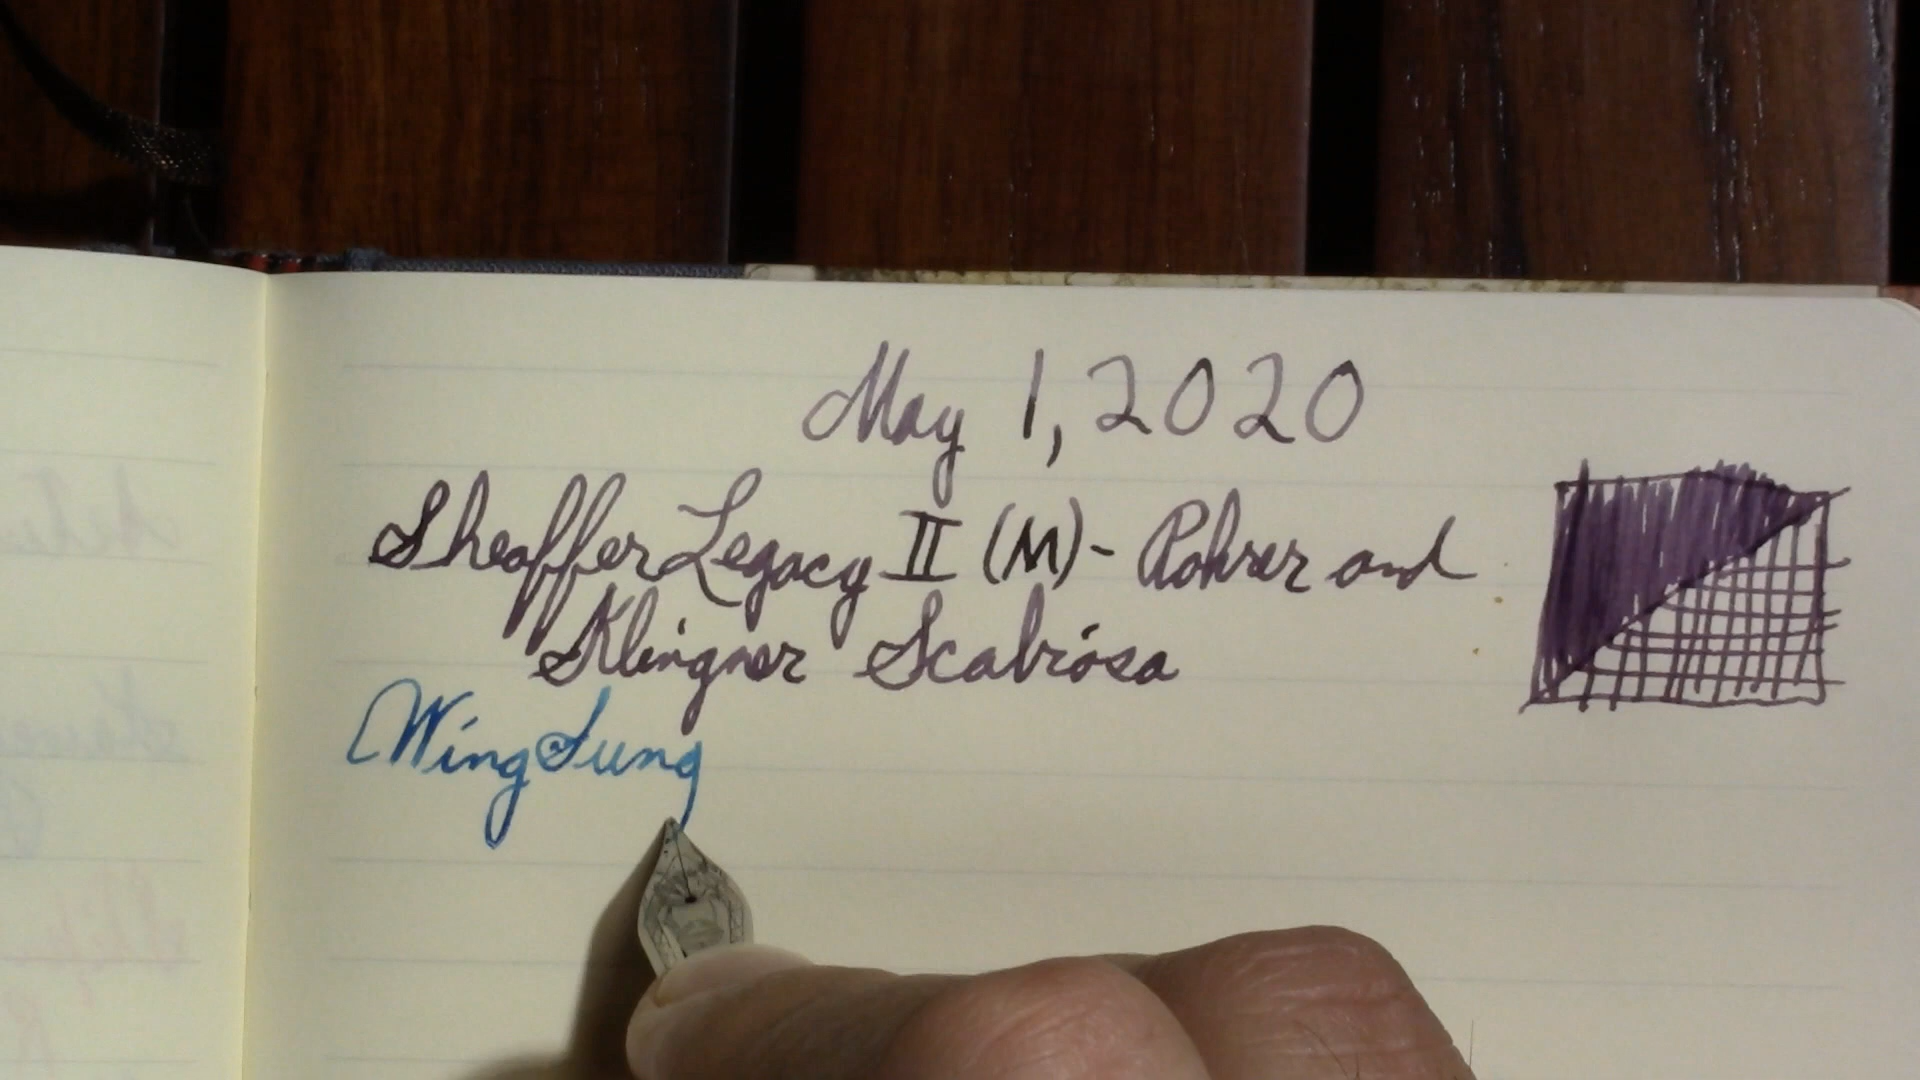 May 1, 2020
Sheaffer Legacy II (M) - Rohrer and
Klingner Scabiosa
Wing Sung